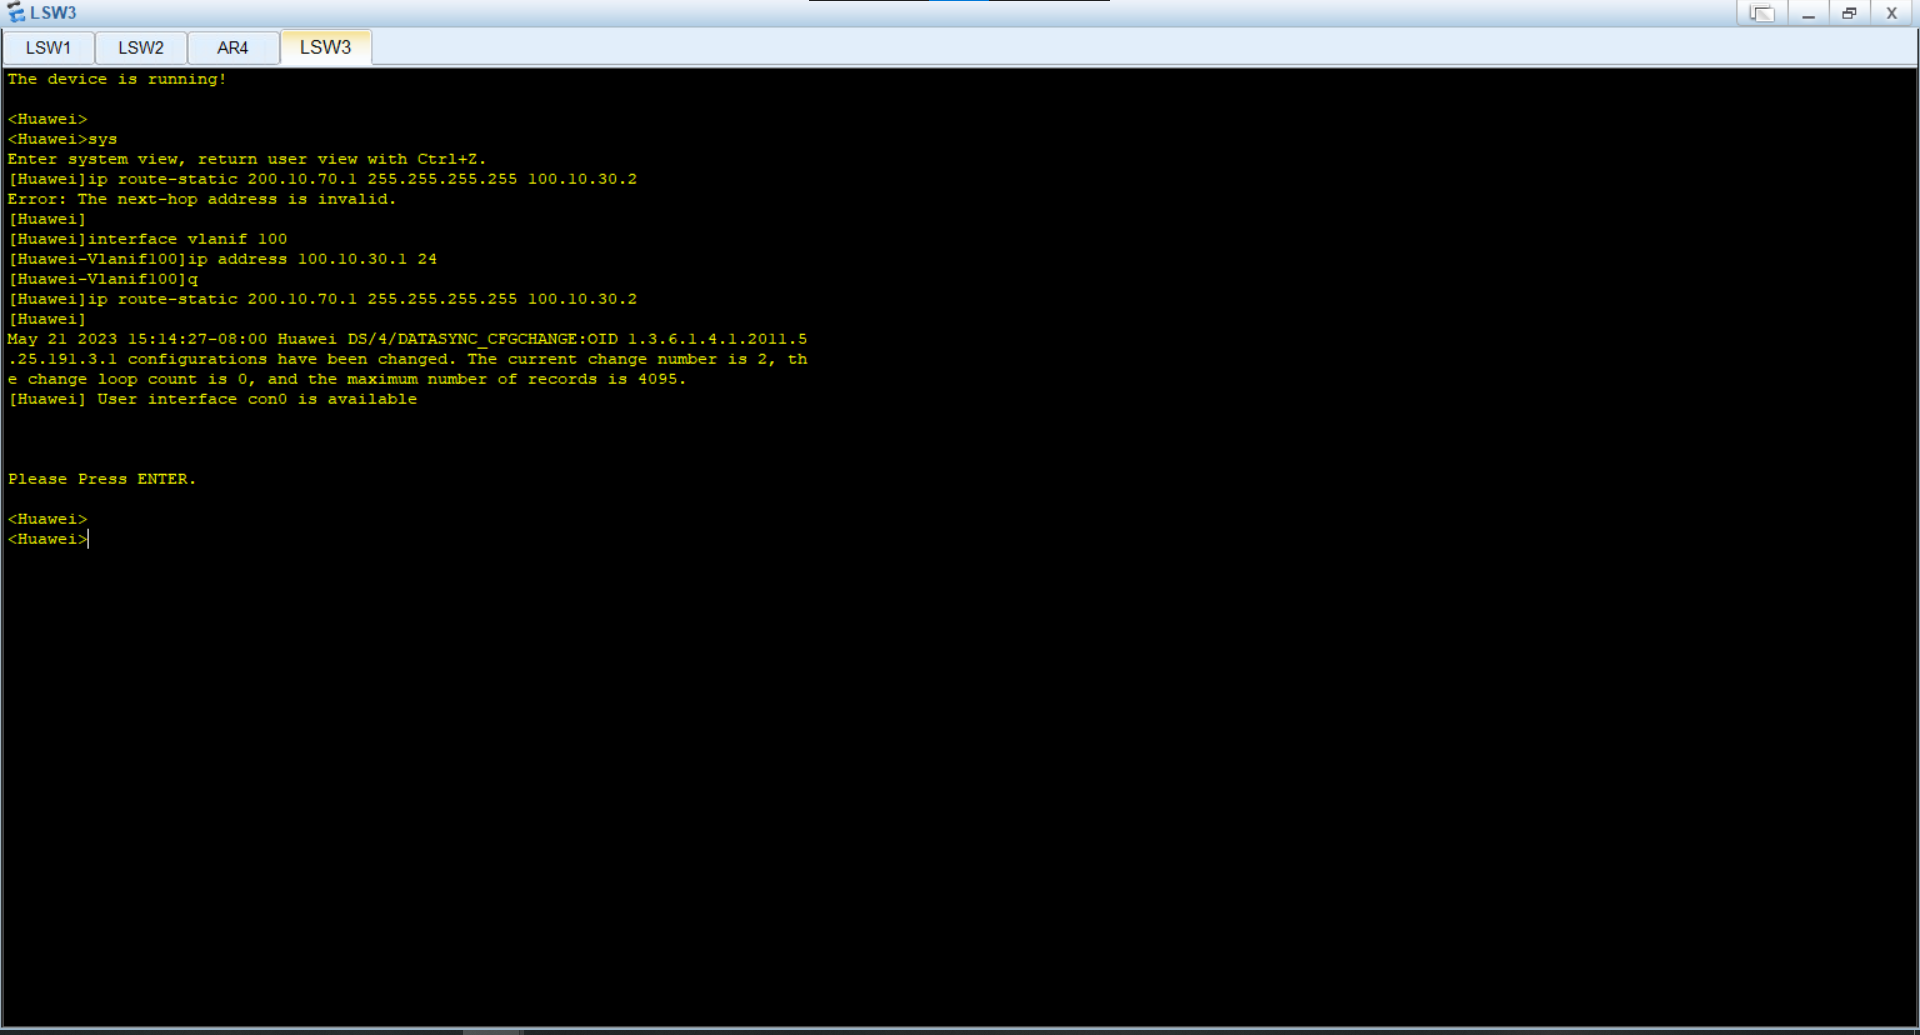 LSW3
X
LSW1 LSW2 AR4 LSW3
The device is running!
<Huawei>
<Huawei>sys
Enter system view, return user view with Ctrl+Z.
[Huawei]ip route-static 200.10.70.1 255.255.255.255 100.10.30.2
Error: The next-hop address is invalid.
[Huawei]
[Huawei]interface vlanif 100
[Huawei-Vlanif100]ip address 100.10.30.1 24
[Huawei-Vlanif100]q
[Huawei]ip route-static 200.10.70.1 255.255.255.255 100.10.30.2
[Huawei]
May 21 2023 15:14:27-08:00 Huawei DS/4/DATASYNC_CFGCHANGE:OID 1.3.6.1.4.1.2011.5
.25.191.3.1 configurations have been changed. The current change number is 2, th
e change loop count is 0, and the maximum number of records is 4095.
[Huawei] User interface con0 is available
Please Press ENTER.
<Huawei>
<Huawei>